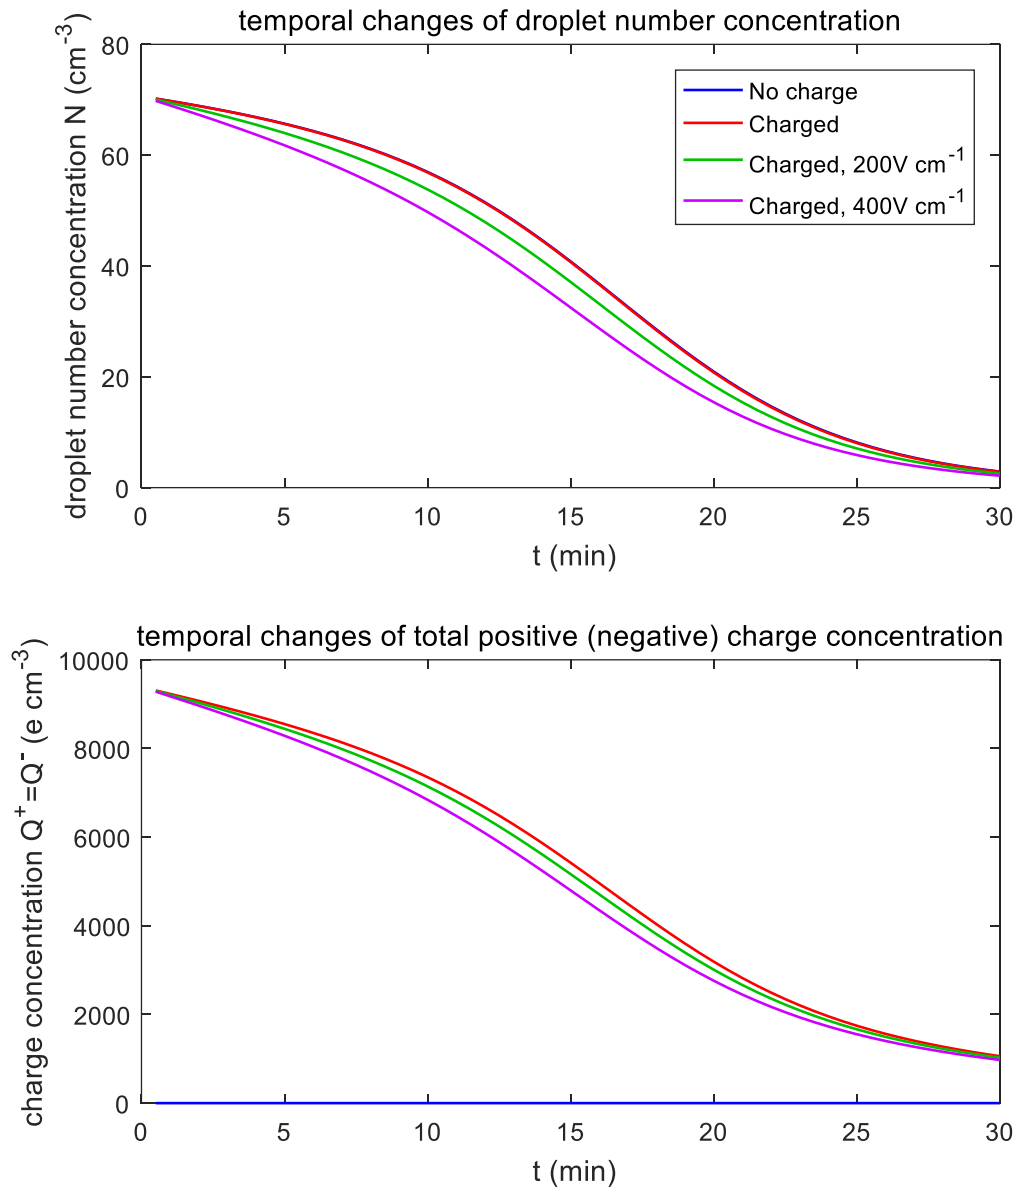 temporal changes of droplet number concentration
droplet number concentration N (cm⁻³)
80
60
40
20
0
No charge
Charged
Charged, 200V cm⁻¹
Charged, 400V cm⁻¹
0 5 10 15 20 25 30
t (min)
temporal changes of total positive (negative) charge concentration
charge concentration Q⁺=Q⁻ (e cm⁻³)
10000
8000
6000
4000
2000
0
0 5 10 15 20 25 30
t (min)